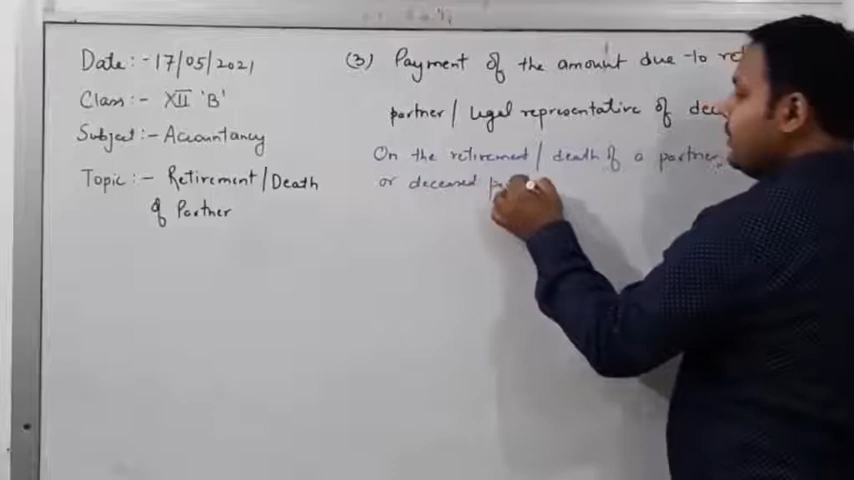 Date :- 17/05/2021
Class :- XII 'B'
Subject :- Accountancy
Topic :- Retirement/Death
of Partner
(3) Payment of the amount due to
partner / legal representative of
On the retirement / death of a partner
or deceased